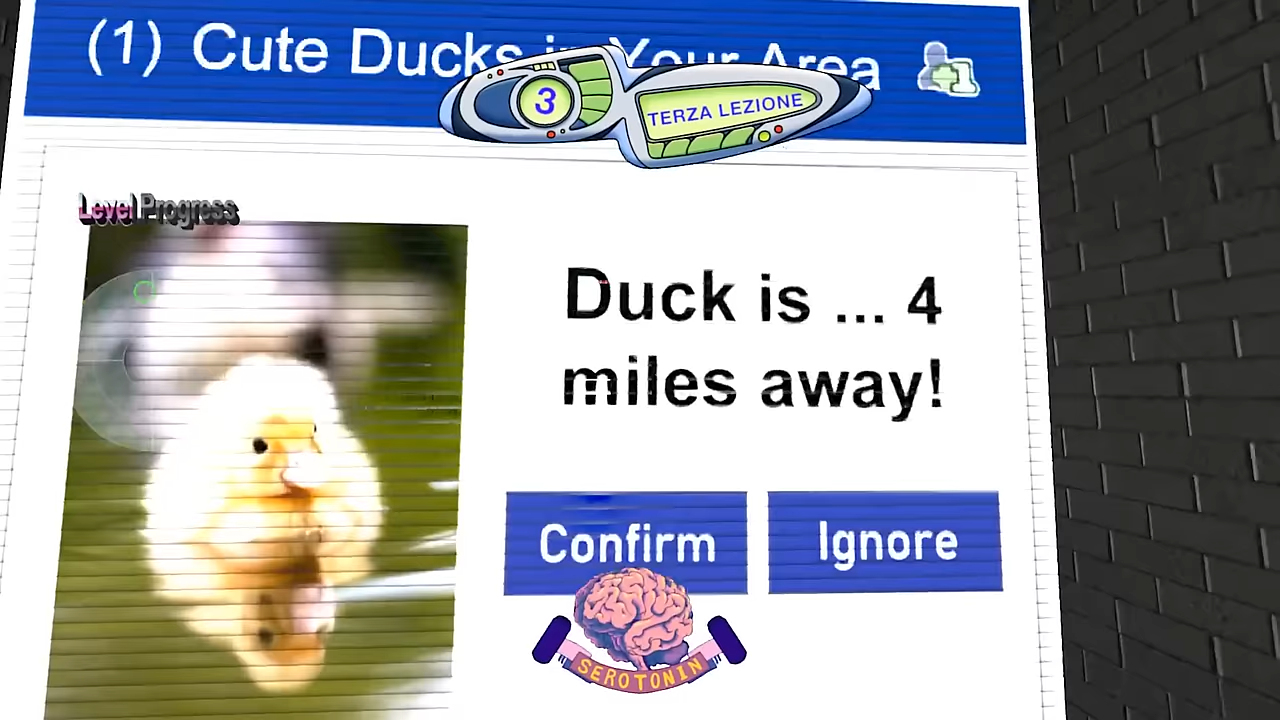 (1) Cute Ducks in Your Area
1
3
TERZA LEZIONE
Level Progress
Duck is ... 4
miles away!
Confirm
Ignore
SEROTONIN